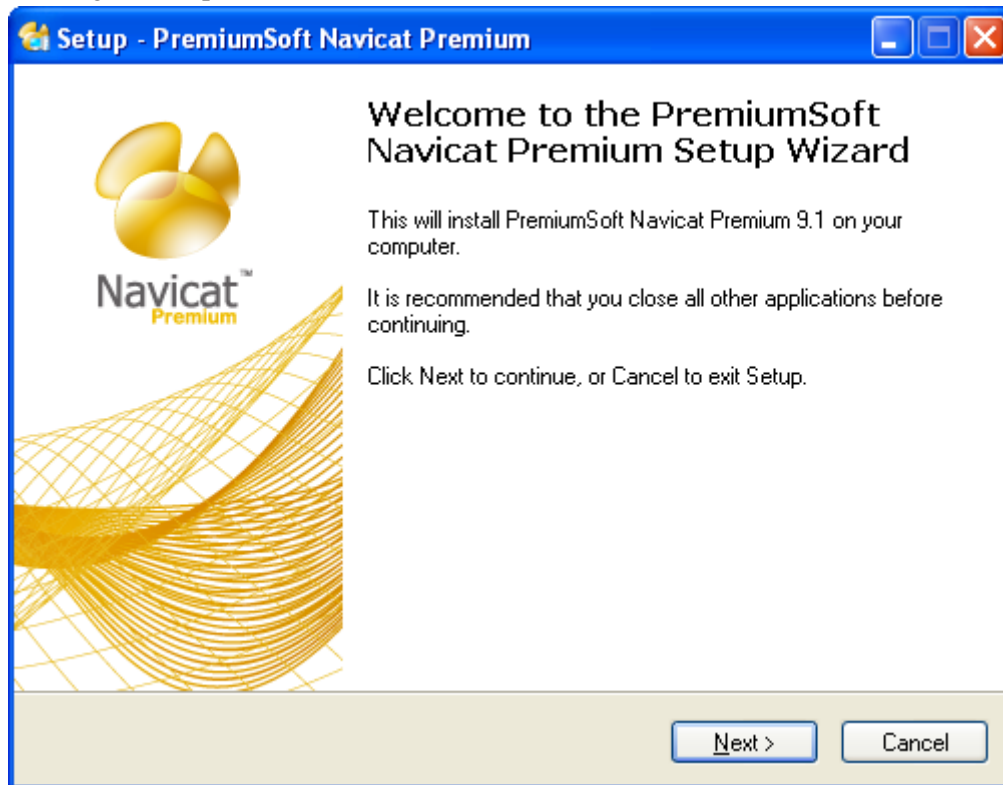 Setup - PremiumSoft Navicat Premium
Welcome to the PremiumSoft
Navicat Premium Setup Wizard
This will install PremiumSoft Navicat Premium 9.1 on your
computer.
It is recommended that you close all other applications before
continuing.
Click Next to continue, or Cancel to exit Setup.
Navicat™
Premium
Next >
Cancel